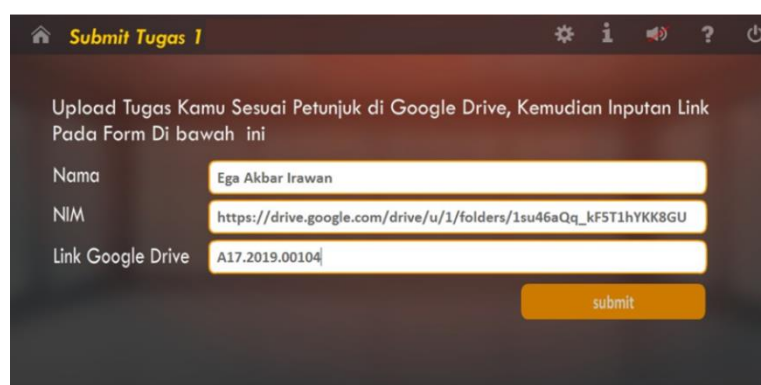 Submit Tugas 1
Upload Tugas Kamu Sesuai Petunjuk di Google Drive, Kemudian Inputan Link
Pada Form Di bawah ini
Nama
Ega Akbar Irawan
NIM
https://drive.google.com/drive/u/1/folders/1su46aQq_kF5T1hYKK8GU
Link Google Drive
A17.2019.00104
submit